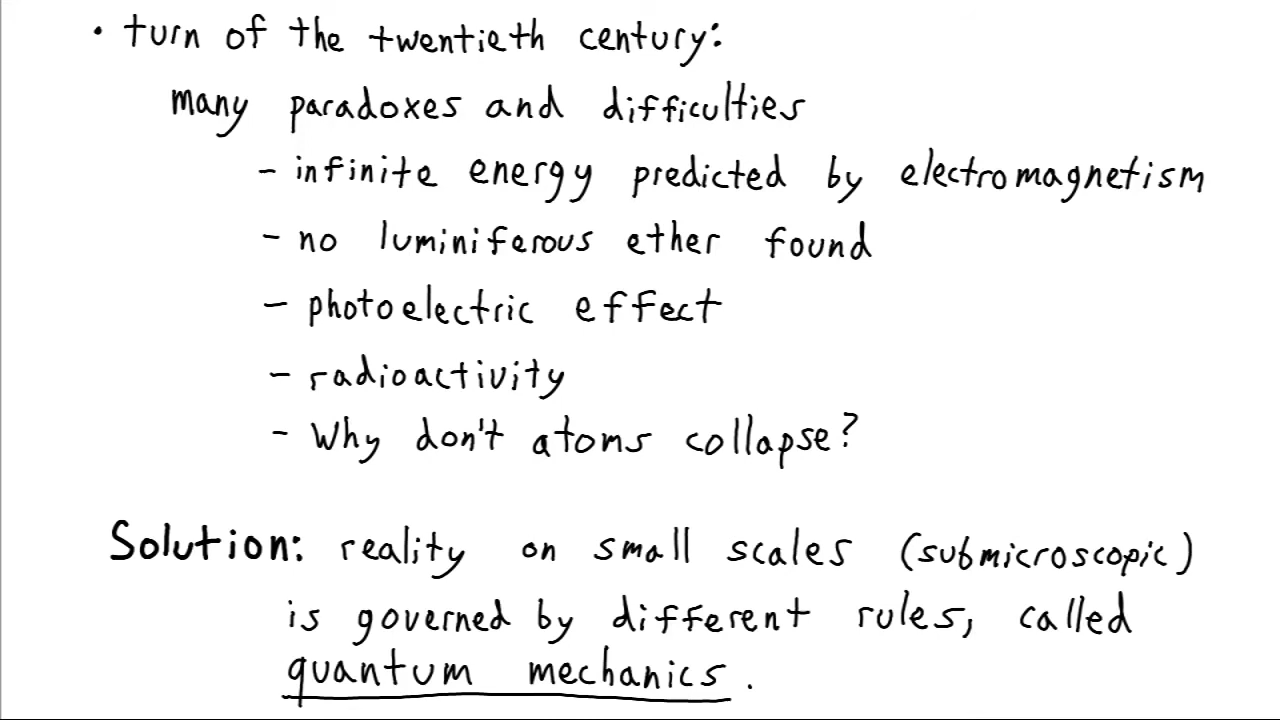 • turn of the twentieth century:
many paradoxes and difficulties
- infinite energy predicted by electromagnetism
- no luminiferous ether found
- photoelectric effect
- radioactivity
- Why don't atoms collapse?
Solution: reality on small scales (submicroscopic)
is governed by different rules, called
quantum mechanics.